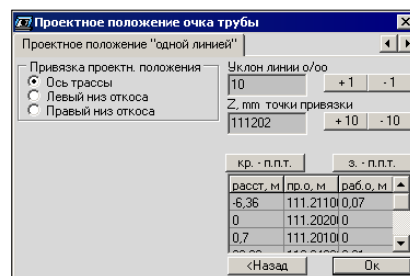 Проектное положение очка трубы
Проектное положение "одной линией"
Привязка проектн. положения
Ось трассы
Левый низ откоса
Правый низ откоса
Уклон линии о/оо
10
+1
-1
Z, mm точки привязки
111202
+10
-10
кр. - п.п.т.
з. - п.п.т.
расст, м пр.о, м раб.о, м
-6,36 111.2110 0,07
0 111.2020 0
0,7 111.2010 0
<Назад
Ок